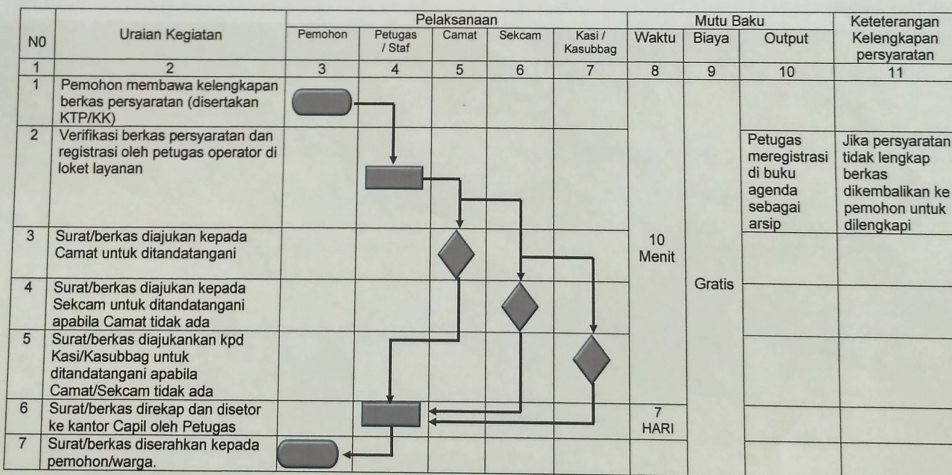 N0
Uraian Kegiatan
Pelaksanaan
Mutu Baku
Keteterangan
Kelengkapan
persyaratan
Pemohon
Petugas
/ Staf
Camat
Sekcam
Kasi /
Kasubbag
Waktu
Biaya
Output
1 2 3 4 5 6 7 8 9 10 11
1
Pemohon membawa kelengkapan
berkas persyaratan (disertakan
KTP/KK)
2
Verifikasi berkas persyaratan dan
registrasi oleh petugas operator di
loket layanan
Petugas
meregistrasi
di buku
agenda
sebagai
arsip
Jika persyaratan
tidak lengkap
berkas
dikembalikan ke
pemohon untuk
dilengkapi
3
Surat/berkas diajukan kepada
Camat untuk ditandatangani
10
Menit
Gratis
4
Surat/berkas diajukan kepada
Sekcam untuk ditandatangani
apabila Camat tidak ada
5
Surat/berkas diajukankan kpd
Kasi/Kasubbag untuk
ditandatangani apabila
Camat/Sekcam tidak ada
6
Surat/berkas direkap dan disetor
ke kantor Capil oleh Petugas
7
HARI
7
Surat/berkas diserahkan kepada
pemohon/warga.